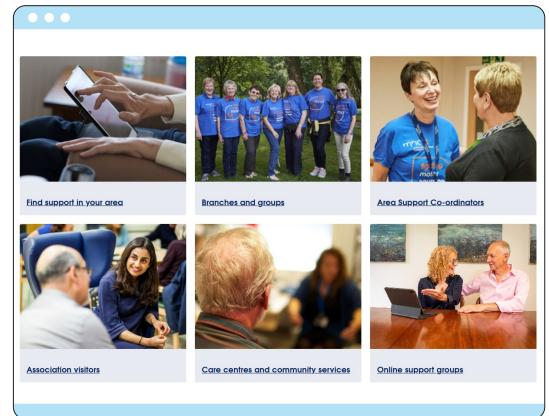 Find support in your area
Branches and groups
Area Support Co-ordinators
mnda
Association visitors
Care centres and community services
Online support groups